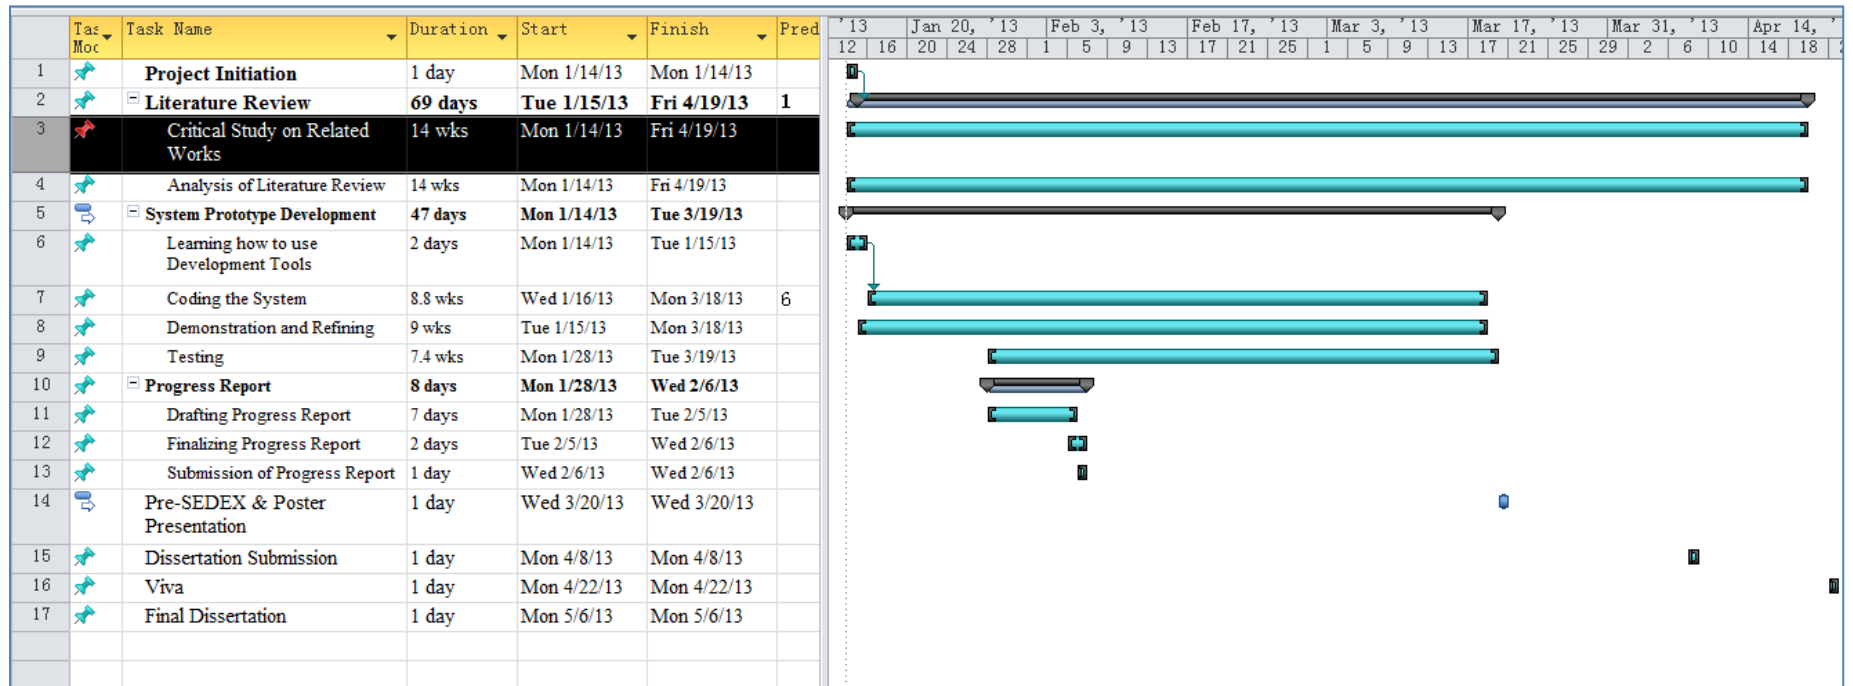 Tas Task Name Duration Start Finish Pred
Moc
'13 Jan 20, '13 Feb 3, '13 Feb 17, '13 Mar 3, '13 Mar 17, '13 Mar 31, '13 Apr 14, '
12 16 20 24 28 1 5 9 13 17 21 25 1 5 9 13 17 21 25 29 2 6 10 14 18
1 Project Initiation 1 day Mon 1/14/13 Mon 1/14/13
2 Literature Review 69 days Tue 1/15/13 Fri 4/19/13 1
3 Critical Study on Related 14 wks Mon 1/14/13 Fri 4/19/13
Works
4 Analysis of Literature Review 14 wks Mon 1/14/13 Fri 4/19/13
5 System Prototype Development 47 days Mon 1/14/13 Tue 3/19/13
6 Learning how to use 2 days Mon 1/14/13 Tue 1/15/13
Development Tools
7 Coding the System 8.8 wks Wed 1/16/13 Mon 3/18/13 6
8 Demonstration and Refining 9 wks Tue 1/15/13 Mon 3/18/13
9 Testing 7.4 wks Mon 1/28/13 Tue 3/19/13
10 Progress Report 8 days Mon 1/28/13 Wed 2/6/13
11 Drafting Progress Report 7 days Mon 1/28/13 Tue 2/5/13
12 Finalizing Progress Report 2 days Tue 2/5/13 Wed 2/6/13
13 Submission of Progress Report 1 day Wed 2/6/13 Wed 2/6/13
14 Pre-SEDEX & Poster 1 day Wed 3/20/13 Wed 3/20/13
Presentation
15 Dissertation Submission 1 day Mon 4/8/13 Mon 4/8/13
16 Viva 1 day Mon 4/22/13 Mon 4/22/13
17 Final Dissertation 1 day Mon 5/6/13 Mon 5/6/13